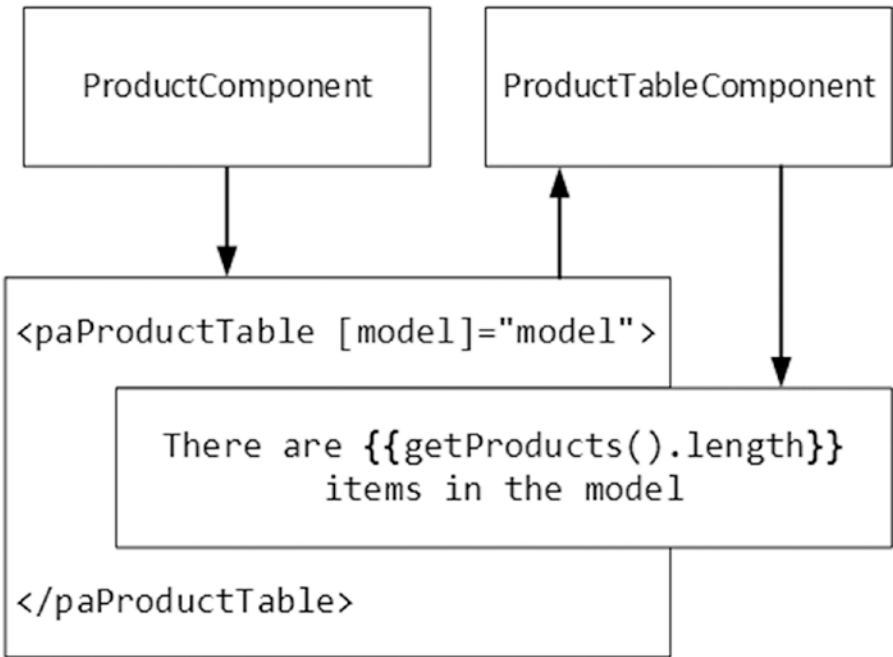 ProductComponent
ProductTableComponent
<paProductTable [model]="model">
There are {{getProducts().length}}
items in the model
</paProductTable>